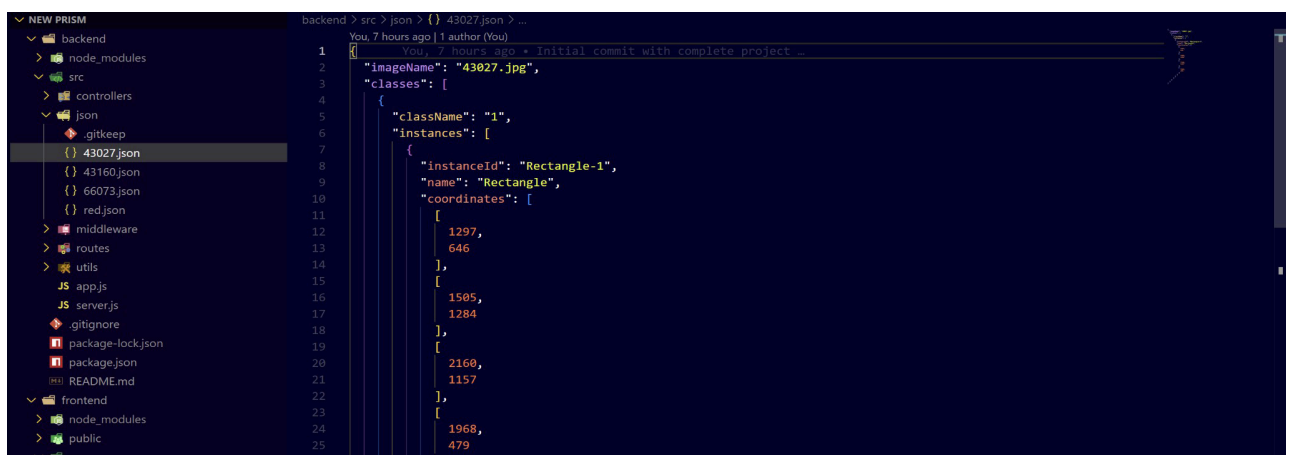 NEW PRISM
backend
node_modules
src
controllers
json
.gitkeep
{ } 43027.json
{ } 43160.json
{ } 66073.json
{ } red.json
middleware
routes
utils
JS app.js
JS server.js
.gitignore
package-lock.json
package.json
README.md
frontend
node_modules
public
backend > src > json > { } 43027.json > ...
You, 7 hours ago | 1 author (You)
1 { You, 7 hours ago • Initial commit with complete project …
2 "imageName": "43027.jpg",
3 "classes": [
4 {
5 "className": "1",
6 "instances": [
7 {
8 "instanceId": "Rectangle-1",
9 "name": "Rectangle",
10 "coordinates": [
11 [
12 1297,
13 646
14 ],
15 [
16 1505,
17 1284
18 ],
19 [
20 2160,
21 1157
22 ],
23 [
24 1968,
25 479